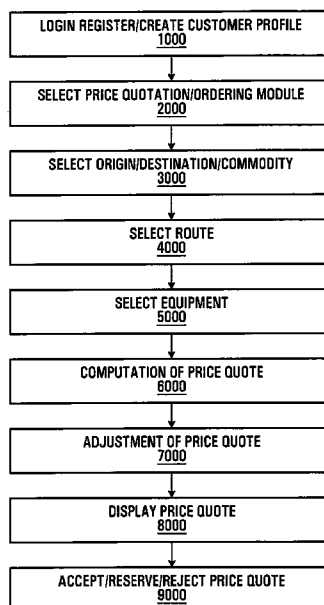 LOGIN REGISTER/CREATE CUSTOMER PROFILE
1000
SELECT PRICE QUOTATION/ORDERING MODULE
2000
SELECT ORIGIN/DESTINATION/COMMODITY
3000
SELECT ROUTE
4000
SELECT EQUIPMENT
5000
COMPUTATION OF PRICE QUOTE
6000
ADJUSTMENT OF PRICE QUOTE
7000
DISPLAY PRICE QUOTE
8000
ACCEPT/RESERVE/REJECT PRICE QUOTE
9000